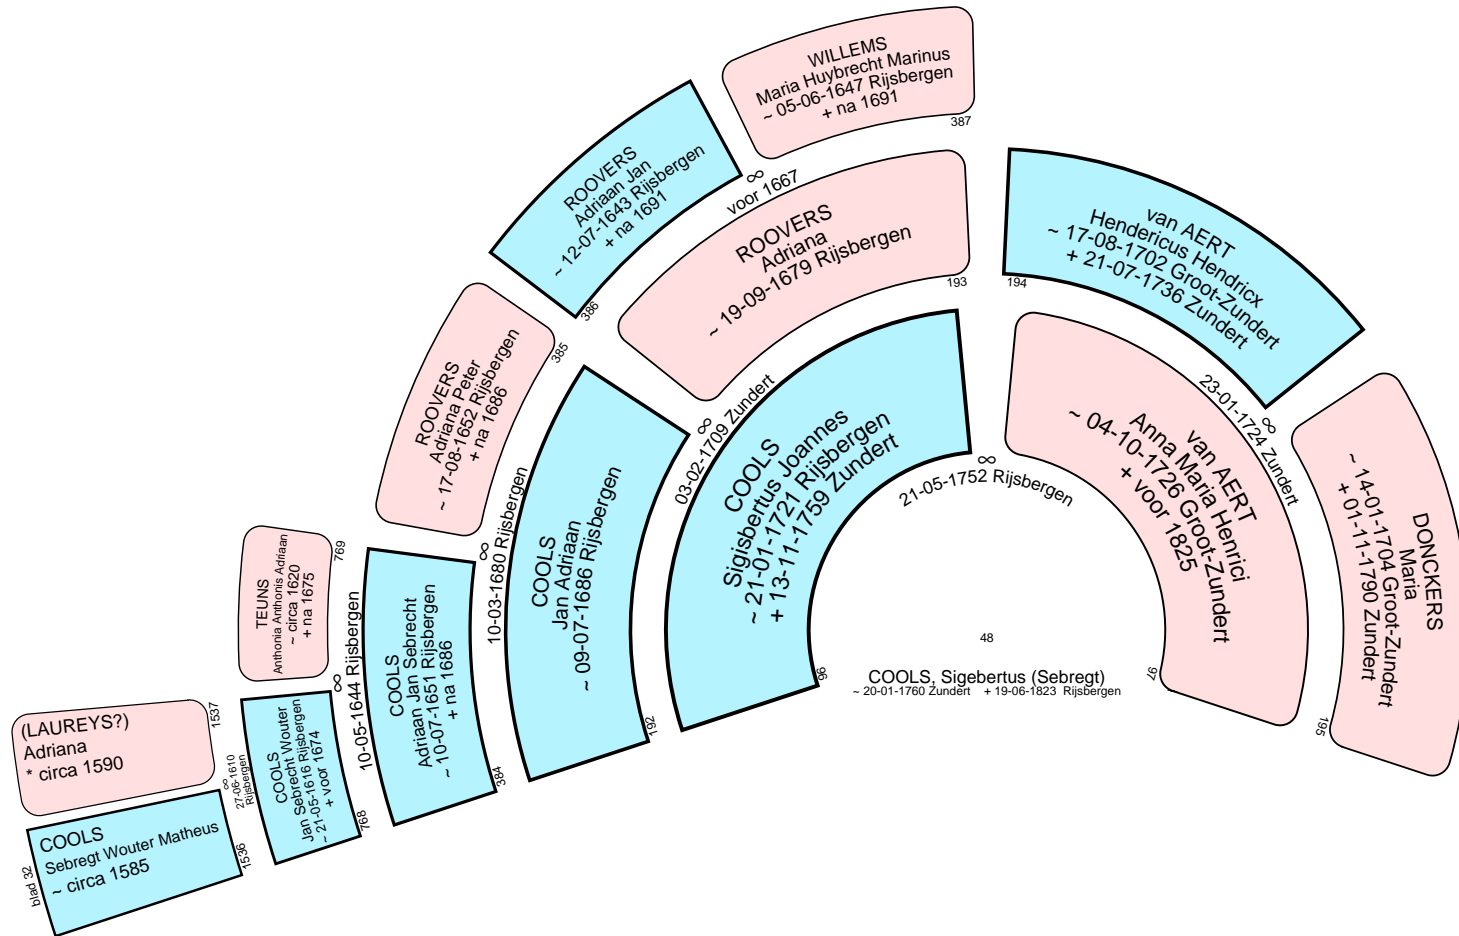 WILLEMS
Maria Huybrecht Marinus
~ 05-06-1647 Rijsbergen
+ na 1691
387
ROOVERS
Adriaan Jan
~ 12-07-1643 Rijsbergen
+ na 1691
386
∞
voor 1667
ROOVERS
Adriana
~ 19-09-1679 Rijsbergen
193
van AERT
Hendericus Hendricx
~ 17-08-1702 Groot-Zundert
+ 21-07-1736 Zundert
194
ROOVERS
Adriana Peter
~ 17-08-1652 Rijsbergen
+ na 1686
385
∞
10-03-1680 Rijsbergen
COOLS
Jan Adriaan
~ 09-07-1686 Rijsbergen
192
∞
03-02-1709 Zundert
COOLS
Sigisbertus Joannes
~ 21-01-1721 Rijsbergen
+ 13-11-1759 Zundert
96
∞
21-05-1752 Rijsbergen
van AERT
Anna Maria Henrici
~ 04-10-1726 Groot-Zundert
+ voor 1825
97
∞
23-01-1724 Zundert
DONCKERS
Maria
~ 14-01-1704 Groot-Zundert
+ 01-11-1790 Zundert
195
TEUNS
Anthonia Anthonis Adriaan
~ circa 1620
+ na 1675
769
∞
10-05-1644 Rijsbergen
COOLS
Adriaan Jan Sebrecht
~ 10-07-1651 Rijsbergen
+ na 1686
384
48
COOLS, Sigebertus (Sebregt)
~ 20-01-1760 Zundert + 19-06-1823 Rijsbergen
(LAUREYS?)
Adriana
* circa 1590
1537
∞
27-06-1610
Rijsbergen
COOLS
Jan Sebrecht Wouter
~ 21-05-1616 Rijsbergen
+ voor 1674
768
COOLS
Sebregt Wouter Matheus
~ circa 1585
1536
blad 32